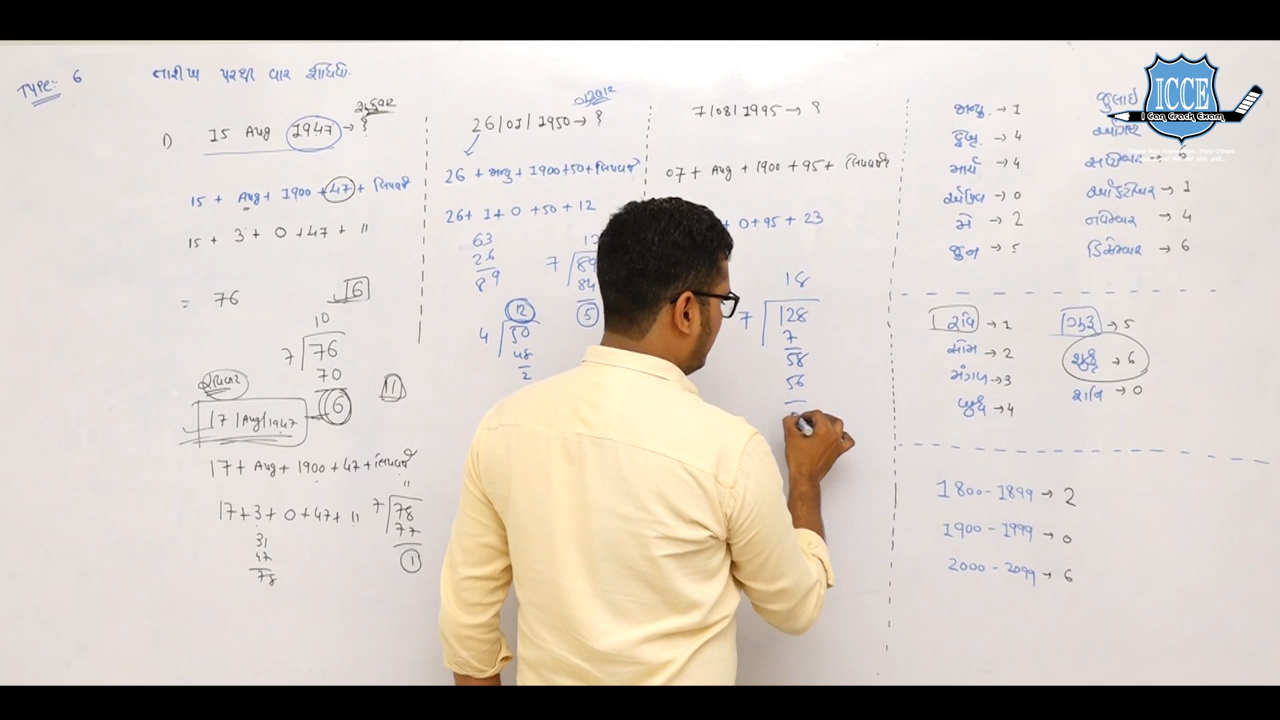 TYPE:- 6 તારીખ પરથી વાર શોધવો.
1) 15 Aug 1947 → ?
શુક્રવાર
15 + Aug + 1900 + 47 + લિપવર્ષ
15 + 3 + 0 + 47 + 11
= 76
16
10
7 76
70
6
11
રવિવાર
17/Aug/1947
17 + Aug + 1900 + 47 + લિપવર્ષ
11
17 + 3 + 0 + 47 + 11
31
47
78
7 78
77
1
ગુરૂવાર
26/01/1950 → ?
26 + જાન્યુ + 1900 + 50 + લિપવર્ષ
26 + 1 + 0 + 50 + 12
63
26
89
12
7 89
84
5
12
4 50
48
2
7/08/1995 → ?
07 + Aug + 1900 + 95 + લિપવર્ષ
+ 0 + 95 + 23
18
7 128
7
58
56
જાન્યુ. → 1
ફેબ્રુ. → 4
માર્ચ → 4
એપ્રિલ → 0
મે → 2
જુન → 5
જુલાઈ
ઓગષ્ટ
સપ્ટેમ્બર →
ઓક્ટોબર → 1
નવેમ્બર → 4
ડિસેમ્બર → 6
રવિ → 1
સોમ → 2
મંગળ → 3
બુધ → 4
ગુરૂ → 5
શુક્ર → 6
શનિ → 0
1800 - 1899 → 2
1900 - 1999 → 0
2000 - 2099 → 6
ICCE
I Can Crack Exam